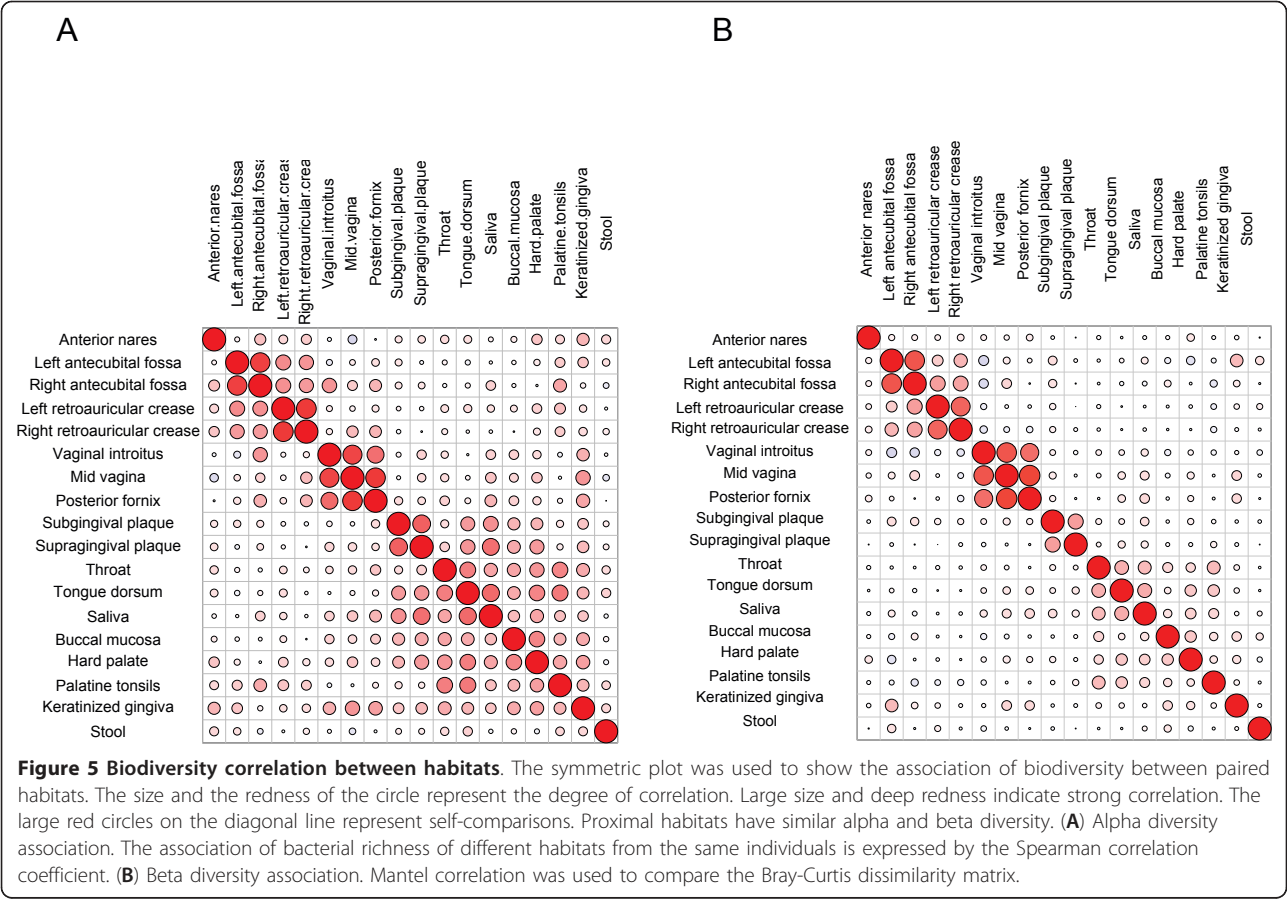 A
B
Anterior.nares
Left.antecubital.fossa
Right.antecubital.fossa
Left.retroauricular.creas
Right.retroauricular.crea
Vaginal.introitus
Mid.vagina
Posterior.fornix
Subgingival.plaque
Supragingival.plaque
Throat
Tongue.dorsum
Saliva
Buccal.mucosa
Hard.palate
Palatine.tonsils
Keratinized.gingiva
Stool
Anterior nares
Left antecubital fossa
Right antecubital fossa
Left retroauricular crease
Right retroauricular crease
Vaginal introitus
Mid vagina
Posterior fornix
Subgingival plaque
Supragingival plaque
Throat
Tongue dorsum
Saliva
Buccal mucosa
Hard palate
Palatine tonsils
Keratinized gingiva
Stool
Anterior nares
Left antecubital fossa
Right antecubital fossa
Left retroauricular crease
Right retroauricular crease
Vaginal introitus
Mid vagina
Posterior fornix
Subgingival plaque
Supragingival plaque
Throat
Tongue dorsum
Saliva
Buccal mucosa
Hard palate
Palatine tonsils
Keratinized gingiva
Stool
Anterior nares
Left antecubital fossa
Right antecubital fossa
Left retroauricular crease
Right retroauricular crease
Vaginal introitus
Mid vagina
Posterior fornix
Subgingival plaque
Supragingival plaque
Throat
Tongue dorsum
Saliva
Buccal mucosa
Hard palate
Palatine tonsils
Keratinized gingiva
Stool
Figure 5 Biodiversity correlation between habitats. The symmetric plot was used to show the association of biodiversity between paired
habitats. The size and the redness of the circle represent the degree of correlation. Large size and deep redness indicate strong correlation. The
large red circles on the diagonal line represent self-comparisons. Proximal habitats have similar alpha and beta diversity. (A) Alpha diversity
association. The association of bacterial richness of different habitats from the same individuals is expressed by the Spearman correlation
coefficient. (B) Beta diversity association. Mantel correlation was used to compare the Bray-Curtis dissimilarity matrix.